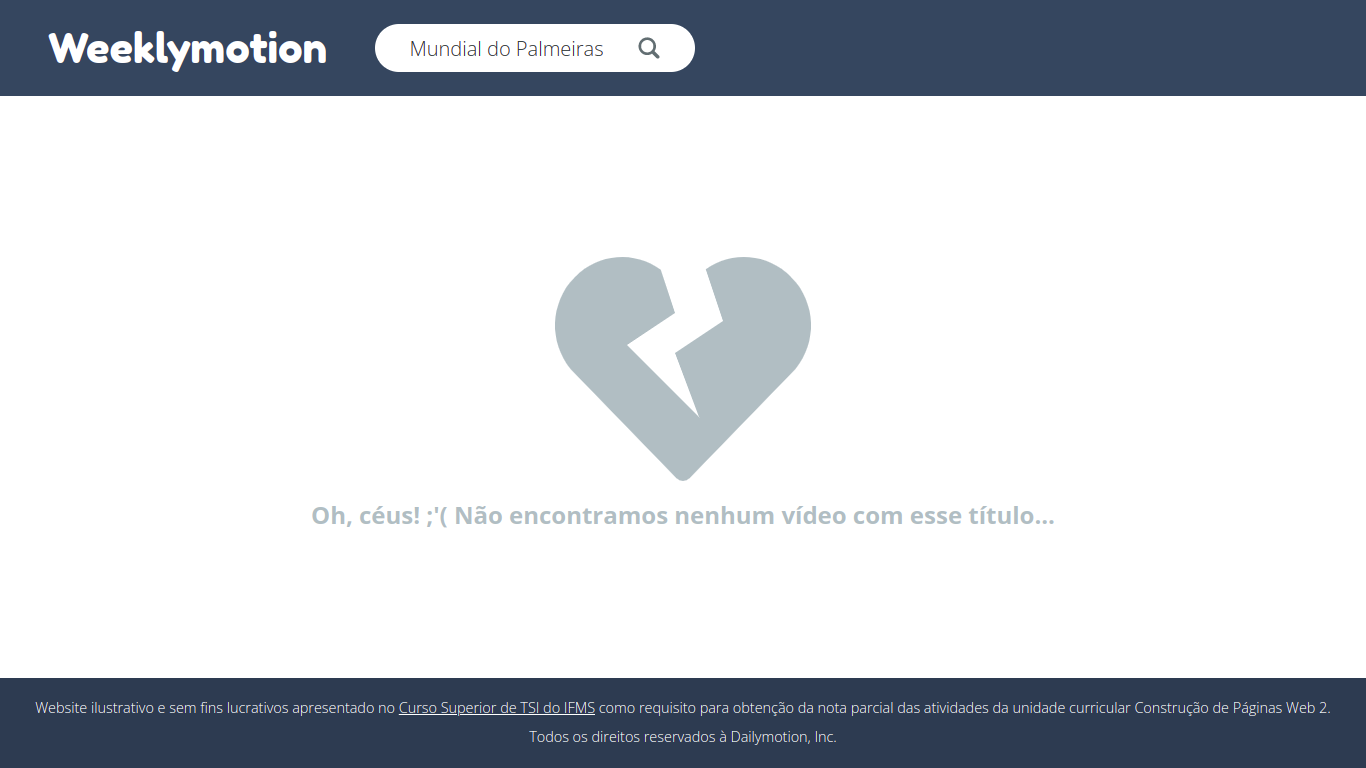 Weeklymotion
Mundial do Palmeiras
Oh, céus! ;'( Não encontramos nenhum vídeo com esse título...
Website ilustrativo e sem fins lucrativos apresentado no Curso Superior de TSI do IFMS como requisito para obtenção da nota parcial das atividades da unidade curricular Construção de Páginas Web 2.
Todos os direitos reservados à Dailymotion, Inc.